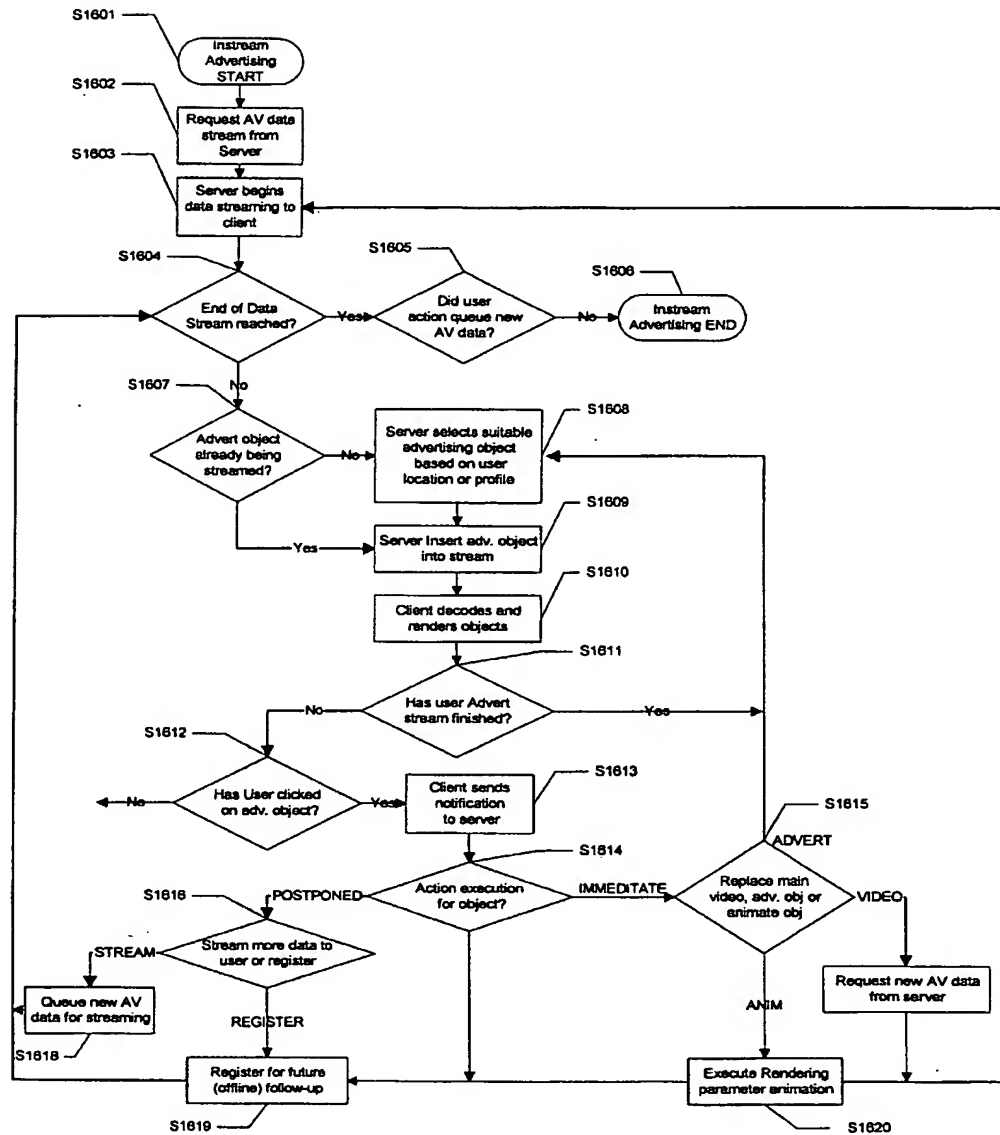 S1601
Instream
Advertising
START
S1602
Request AV data
stream from
Server
S1603
Server begins
data streaming to
client
S1604
End of Data
Stream reached?
Yes
S1605
Did user
action queue new
AV data?
No
S1606
Instream
Advertising END
No
S1607
Advert object
already being
streamed?
No
Yes
S1608
Server selects suitable
advertising object
based on user
location or profile
S1609
Server Insert adv. object
into stream
S1610
Client decodes and
renders objects
S1611
Has user Advert
stream finished?
No
Yes
S1612
Has User clicked
on adv. object?
No
Yes
S1613
Client sends
notification
to server
S1614
Action execution
for object?
POSTPONED
IMMEDITATE
S1615
ADVERT
Replace main
video, adv. obj or
animate obj
VIDEO
ANIM
Request new AV data
from server
S1616
Stream more data to
user or register
STREAM
REGISTER
Queue new AV
data for streaming
S1618
Register for future
(offline) follow-up
S1619
Execute Rendering
parameter animation
S1620